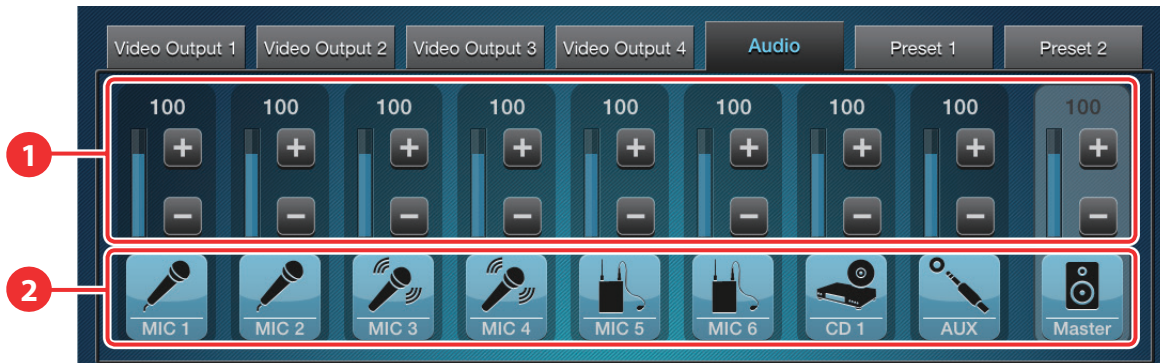 Video Output 1 Video Output 2 Video Output 3 Video Output 4 Audio Preset 1 Preset 2
1
100 100 100 100 100 100 100 100 100
+ + + + + + + + +
− − − − − − − − −
2
MIC 1 MIC 2 MIC 3 MIC 4 MIC 5 MIC 6 CD 1 AUX Master